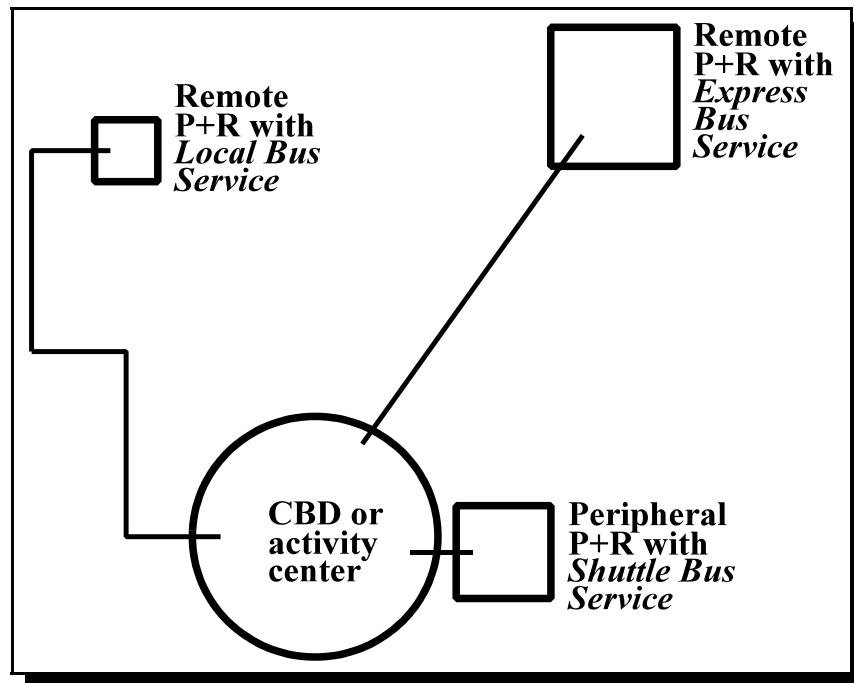 Remote
P+R with
Local Bus
Service
Remote
P+R with
Express
Bus
Service
CBD or
activity
center
Peripheral
P+R with
Shuttle Bus
Service